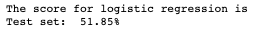 The score for logistic regression is
Test set:  51.85%